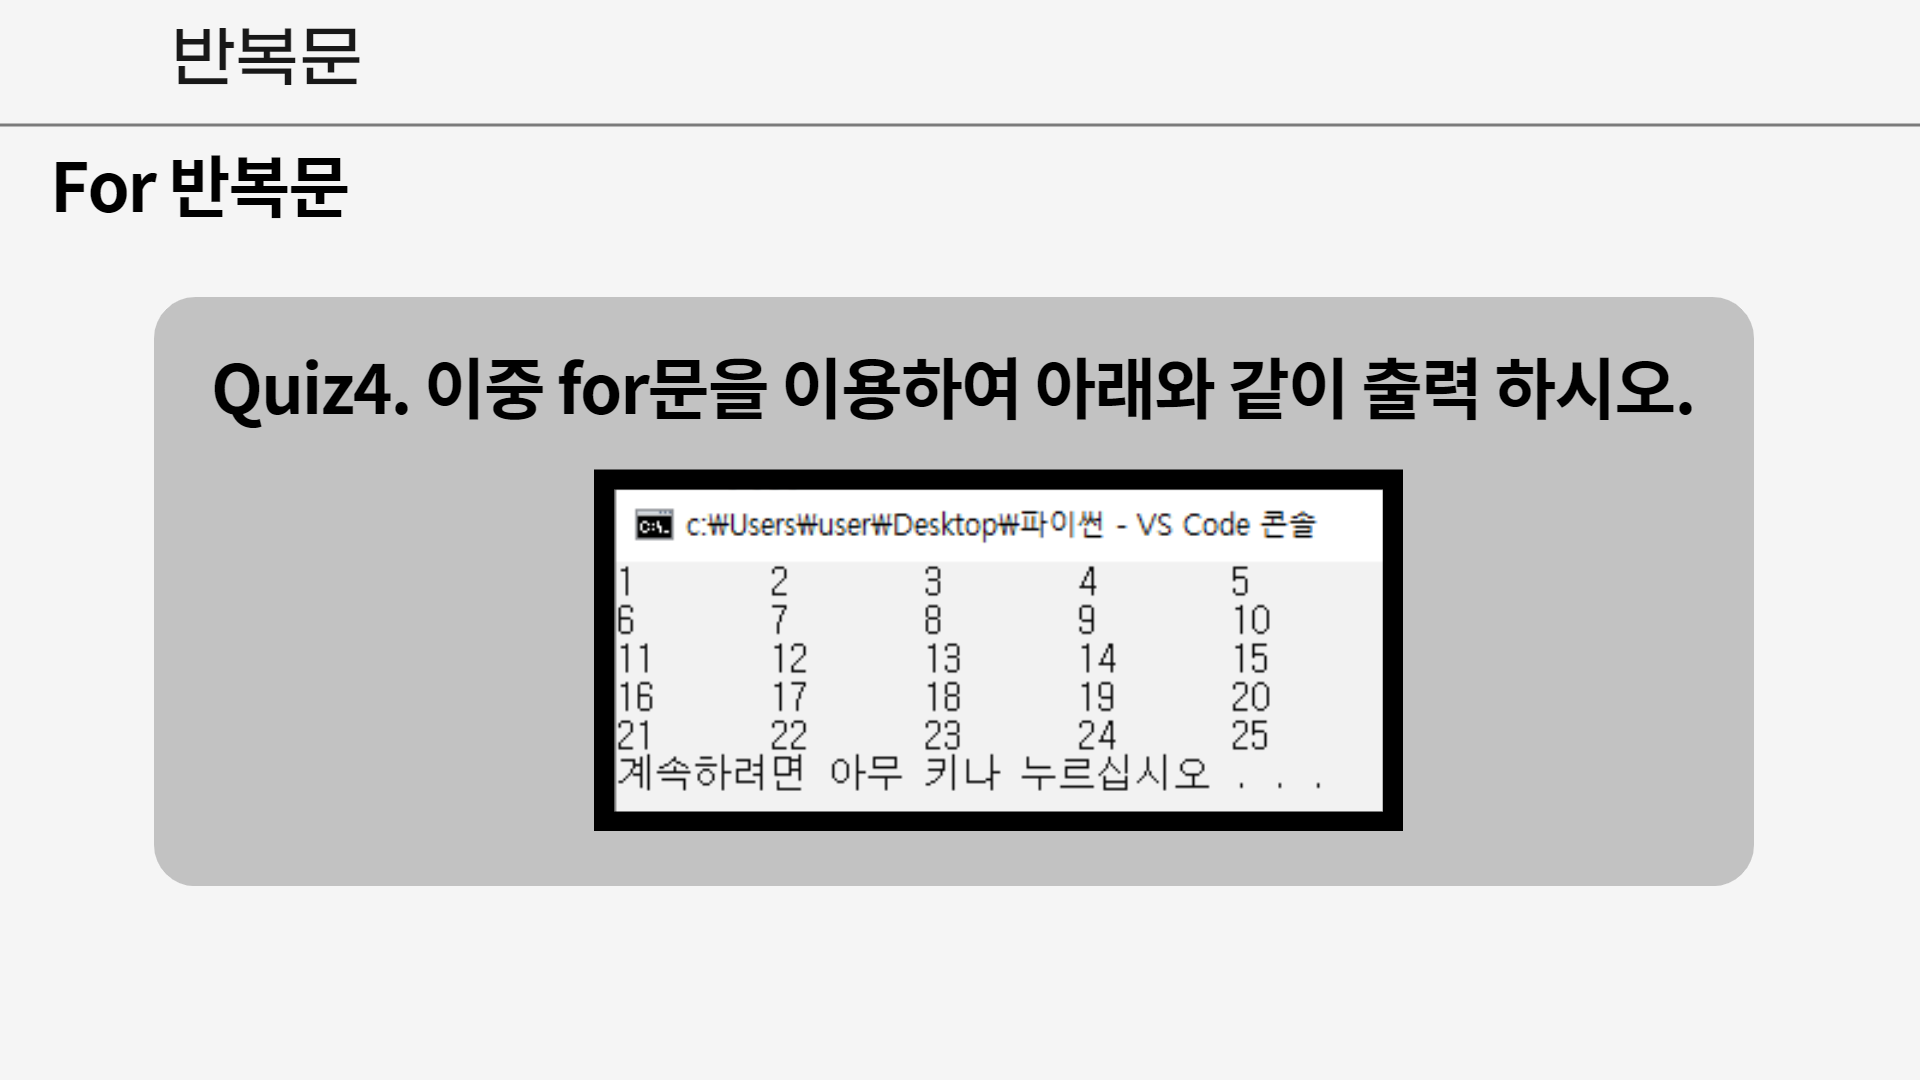 반복문
For 반복문
Quiz4. 이중 for문을 이용하여 아래와 같이 출력 하시오.
c:₩Users₩user₩Desktop₩파이썬 - VS Code 콘솔
1 2 3 4 5
6 7 8 9 10
11 12 13 14 15
16 17 18 19 20
21 22 23 24 25
계속하려면 아무 키나 누르십시오 . . .